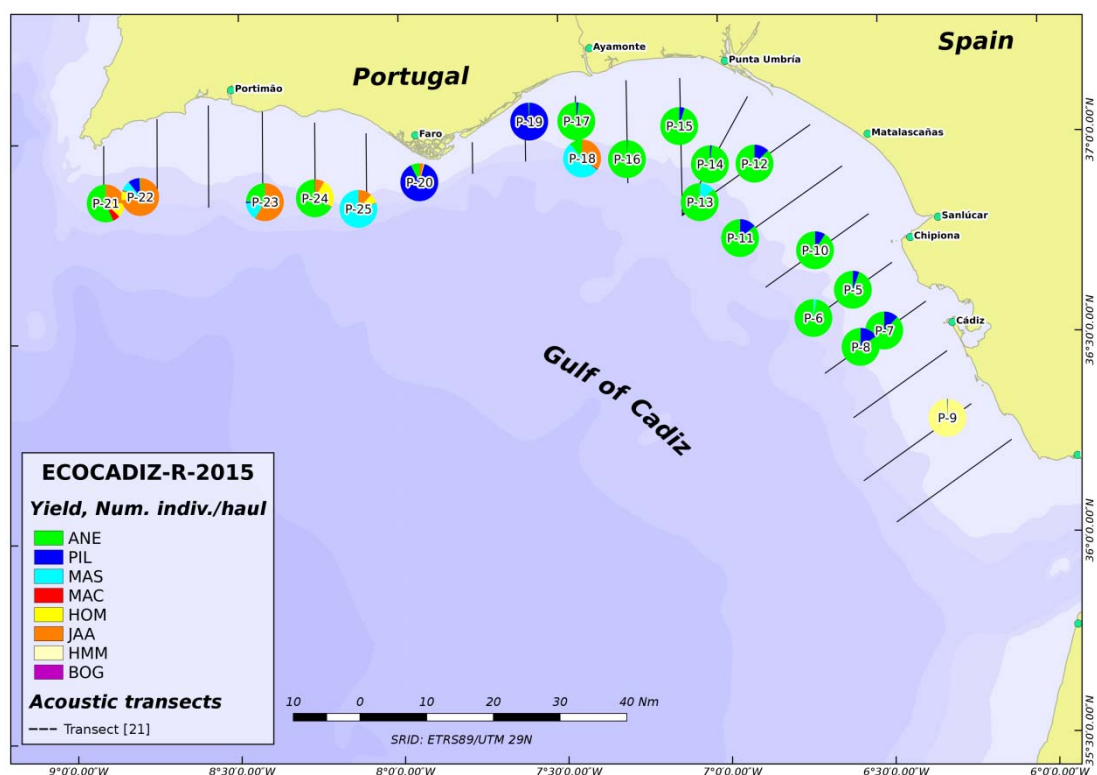 Spain
Portugal
Ayamonte
Punta Umbría
Portimão
Faro
Matalascañas
Sanlúcar
Chipiona
Cádiz
P-19
P-17
P-15
P-18
P-16
P-14
P-12
P-20
P-21
P-22
P-23
P-24
P-25
P-13
P-11
P-10
P-5
P-6
P-7
P-8
P-9
Gulf of Cadiz
37°0'0.00"N
36°30'0.00"N
36°0'0.00"N
35°30'0.00"N
ECOCADIZ-R-2015
Yield, Num. indiv./haul
ANE
PIL
MAS
MAC
HOM
JAA
HMM
BOG
Acoustic transects
Transect [21]
10 0 10 20 30 40 Nm
SRID: ETRS89/UTM 29N
9°0'0.00"W 8°30'0.00"W 8°0'0.00"W 7°30'0.00"W 7°0'0.00"W 6°30'0.00"W 6°0'0.00"W